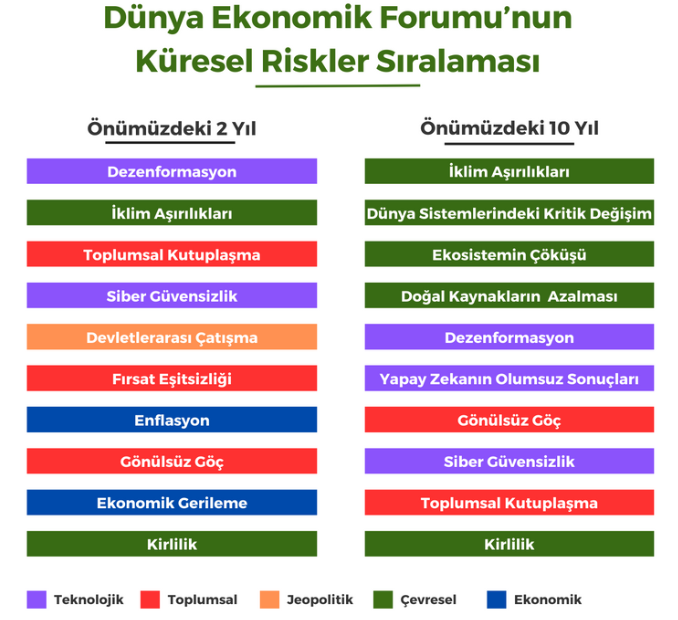 Dünya Ekonomik Forumu'nun
Küresel Riskler Sıralaması
Önümüzdeki 2 Yıl
Dezenformasyon
İklim Aşırılıkları
Toplumsal Kutuplaşma
Siber Güvensizlik
Devletlerarası Çatışma
Fırsat Eşitsizliği
Enflasyon
Gönülsüz Göç
Ekonomik Gerileme
Kirlilik
Önümüzdeki 10 Yıl
İklim Aşırılıkları
Dünya Sistemlerindeki Kritik Değişim
Ekosistemin Çöküşü
Doğal Kaynakların Azalması
Dezenformasyon
Yapay Zekanın Olumsuz Sonuçları
Gönülsüz Göç
Siber Güvensizlik
Toplumsal Kutuplaşma
Kirlilik
Teknolojik Toplumsal Jeopolitik Çevresel Ekonomik